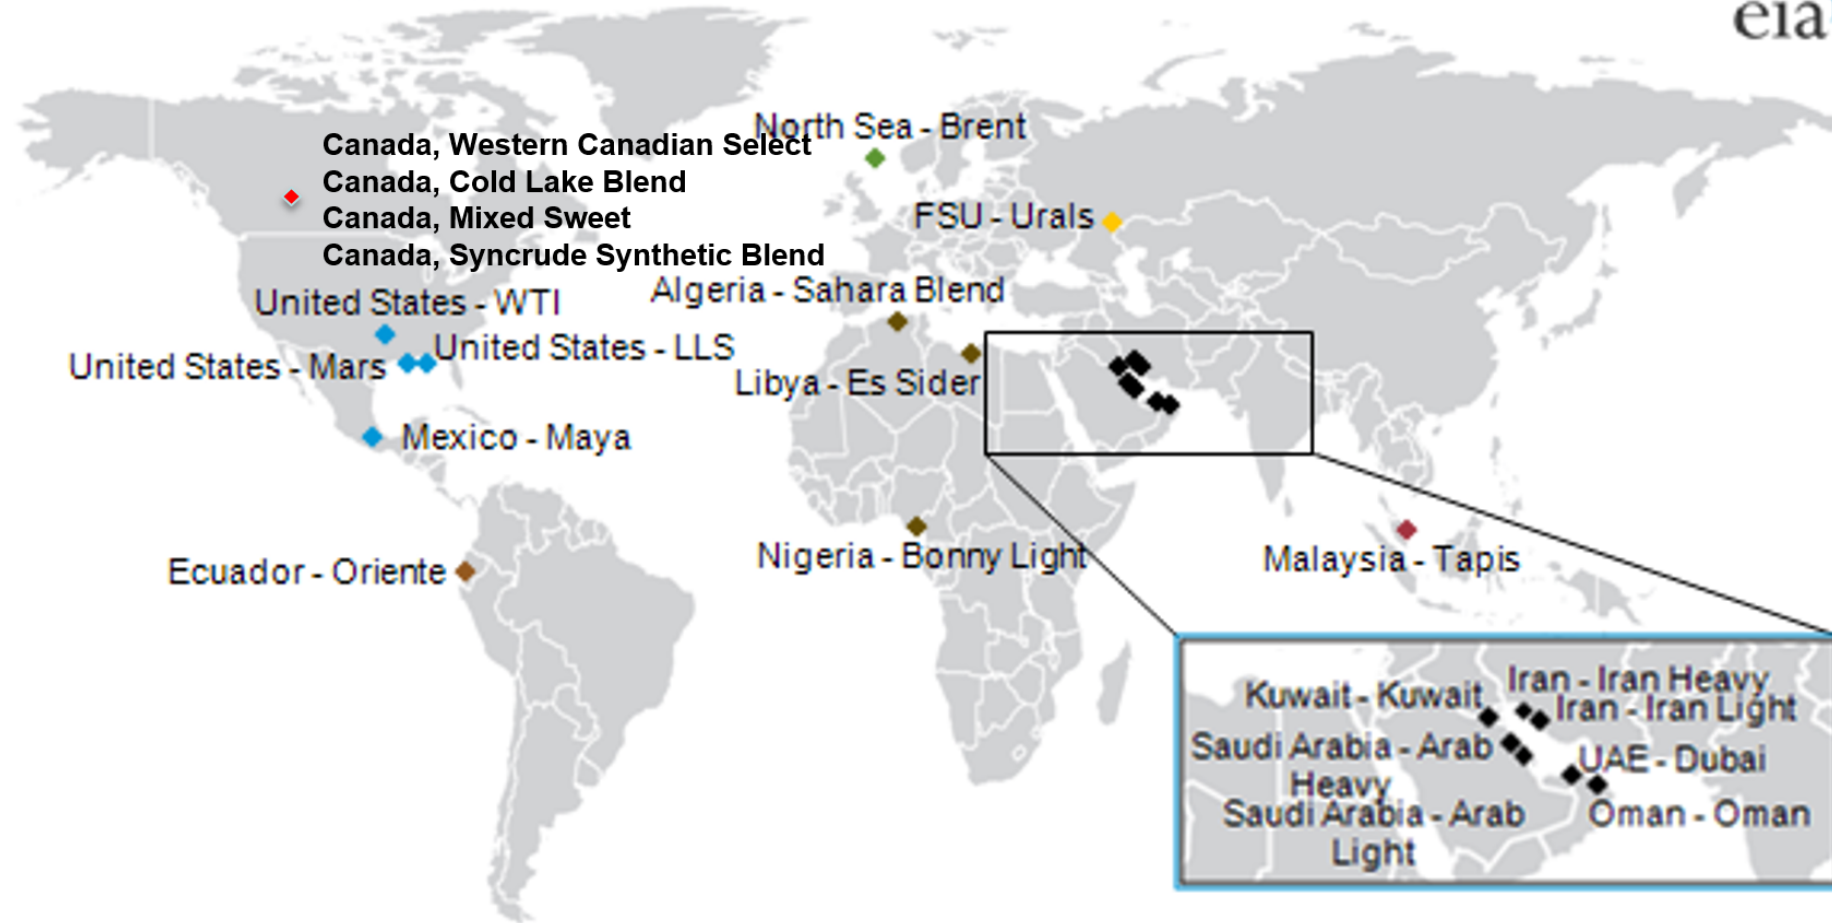 eia
North Sea - Brent
Canada, Western Canadian Select
Canada, Cold Lake Blend
Canada, Mixed Sweet
Canada, Syncrude Synthetic Blend
FSU - Urals
Algeria - Sahara Blend
United States - WTI
United States - LLS
United States - Mars
Libya - Es Sider
Mexico - Maya
Nigeria - Bonny Light
Malaysia - Tapis
Ecuador - Oriente
Iran - Iran Heavy
Kuwait - Kuwait
Iran - Iran Light
Saudi Arabia - Arab
Heavy
UAE - Dubai
Saudi Arabia - Arab
Light
Oman - Oman